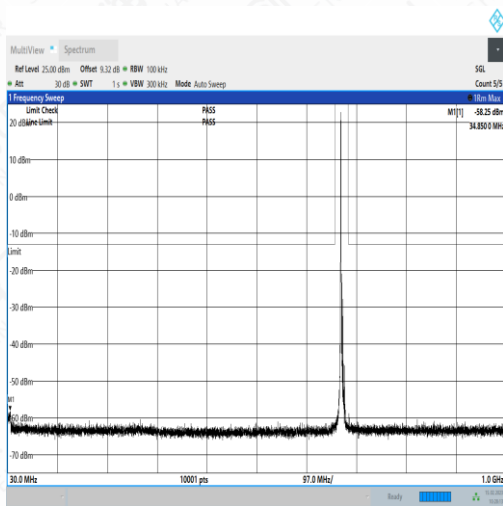 MultiView Spectrum
Ref Level 25.00 dBm Offset 9.32 dB RBW 100 kHz SGL
Att 30 dB SWT 1 s VBW 300 kHz Mode Auto Sweep Count 5/5
1 Frequency Sweep 1Rm Max
Limit Check PASS M1[1] -58.25 dBm
20 dBm Line Limit PASS 34.8500 MHz
10 dBm
0 dBm
-10 dBm
Limit
-20 dBm
-30 dBm
-40 dBm
-50 dBm
M1
-60 dBm
-70 dBm
30.0 MHz 10001 pts 97.0 MHz/ 1.0 GHz
Ready